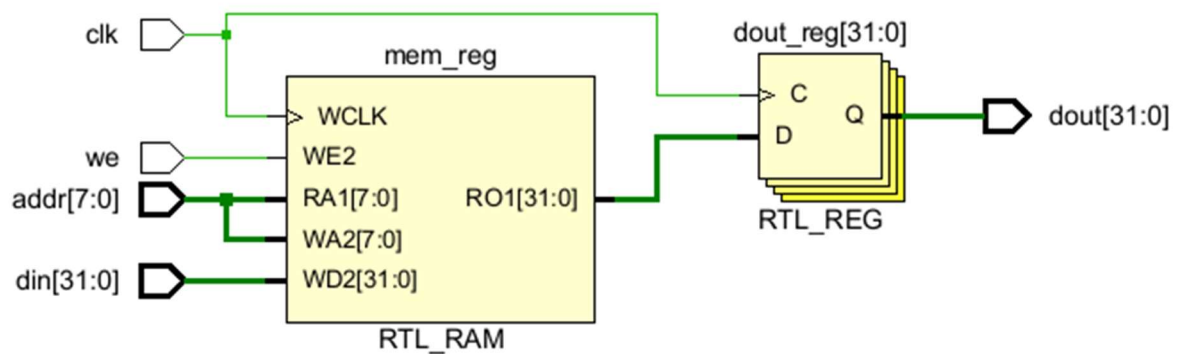 clk
we
addr[7:0]
din[31:0]
mem_reg
WCLK
WE2
RA1[7:0]
WA2[7:0]
WD2[31:0]
RO1[31:0]
RTL_RAM
dout_reg[31:0]
C
D
Q
RTL_REG
dout[31:0]